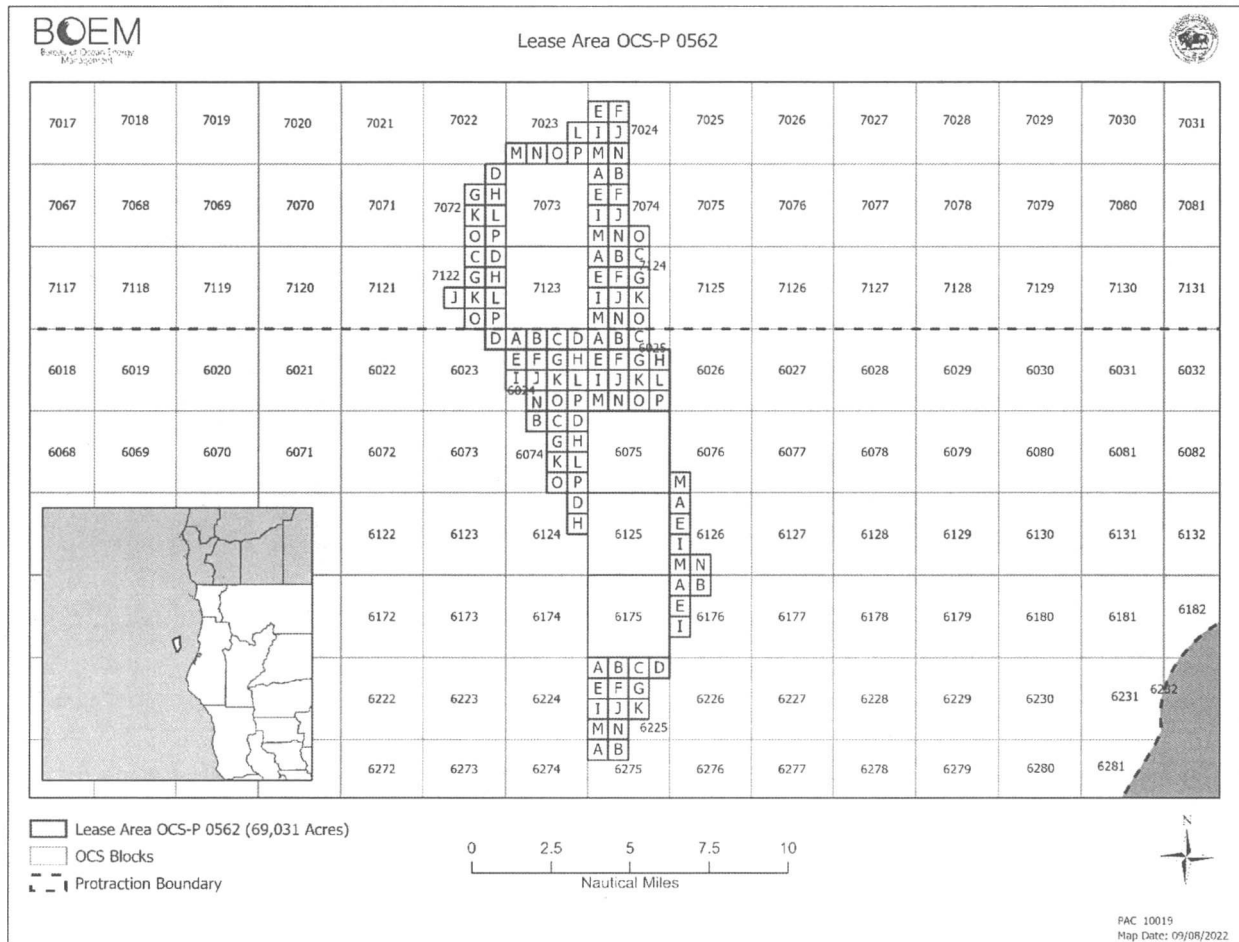 BOEM
Bureau of Ocean Energy
Management
Lease Area OCS-P 0562
E F
7017 7018 7019 7020 7021 7022 7023 L I J 7024 7025 7026 7027 7028 7029 7030 7031
M N O P M N
D A B
G H E F
7067 7068 7069 7070 7071 7072 K L 7073 I J 7074 7075 7076 7077 7078 7079 7080 7081
O P M N O
C D A B C 7124
7122 G H E F G
7117 7118 7119 7120 7121 J K L 7123 I J K 7125 7126 7127 7128 7129 7130 7131
O P M N O
D A B C D A B C 6025
E F G H E F G H
6018 6019 6020 6021 6022 6023 I J K L I J K L 6026 6027 6028 6029 6030 6031 6032
6024
N O P M N O P
B C D
G H
6068 6069 6070 6071 6072 6073 6074 K L 6075 6076 6077 6078 6079 6080 6081 6082
O P M
D A
H E
6122 6123 6124 6125 I 6126 6127 6128 6129 6130 6131 6132
M N
A B
E
6172 6173 6174 6175 I 6176 6177 6178 6179 6180 6181 6182
A B C D
E F G
6222 6223 6224 I J K 6226 6227 6228 6229 6230 6231 6232
M N 6225
A B
6272 6273 6274 6275 6276 6277 6278 6279 6280 6281
Lease Area OCS-P 0562 (69,031 Acres)
OCS Blocks
Protraction Boundary
0 2.5 5 7.5 10
Nautical Miles
N
PAC 10019
Map Date: 09/08/2022